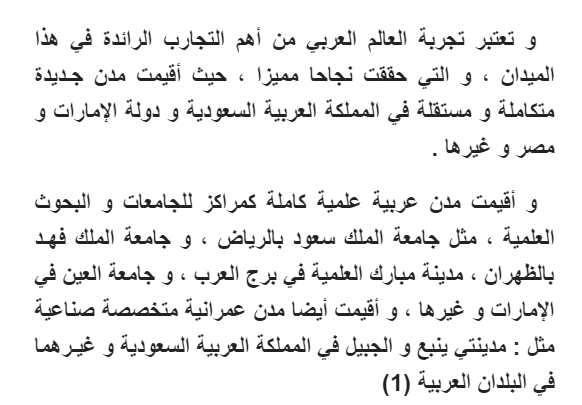 و تعتبر تجربة العالم العربي من أهم التجارب الرائدة في هذا
الميدان ، و التي حققت نجاحا مميزا ، حيث أقيمت مدن جديدة
متكاملة و مستقلة في المملكة العربية السعودية و دولة الإمارات و
مصر و غيرها .
و أقيمت مدن عربية علمية كاملة كمراكز للجامعات و البحوث
العلمية ، مثل جامعة الملك سعود بالرياض ، و جامعة الملك فهد
بالظهران ، مدينة مبارك العلمية في برج العرب ، و جامعة العين في
الإمارات و غيرها ، و أقيمت أيضا مدن عمرانية متخصصة صناعية
مثل : مدينتي ينبع و الجبيل في المملكة العربية السعودية و غيـرهما
في البلدان العربية (1)